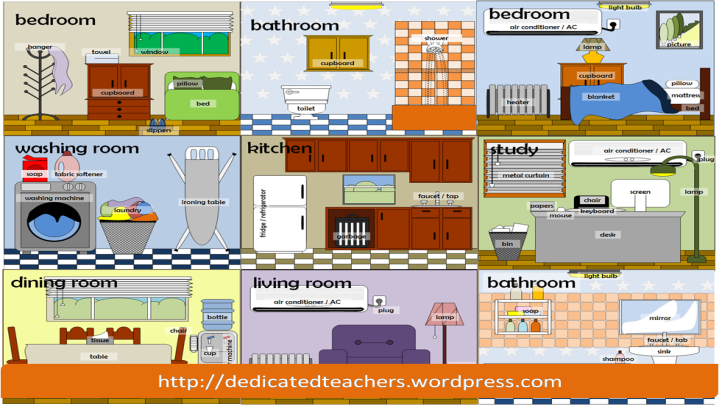 bedroom
hanger
towel
window
cupboard
pillow
bed
slippers
bathroom
cupboard
shower
toilet
bedroom
light bulb
air conditioner / AC
lamp
picture
cupboard
pillow
heater
blanket
mattress
bed
washing room
soap
fabric softener
washing machine
laundry
ironing table
kitchen
fridge / refrigerator
faucet / tap
garbage
study
air conditioner / AC
plug
metal curtain
screen
lamp
papers
chair
mouse
keyboard
bin
desk
dining room
bottle
chair
tissue
cup
table
living room
air conditioner / AC
plug
lamp
bathroom
light bulb
soap
mirror
faucet / tab
shampoo
sink
http://dedicatedteachers.wordpress.com